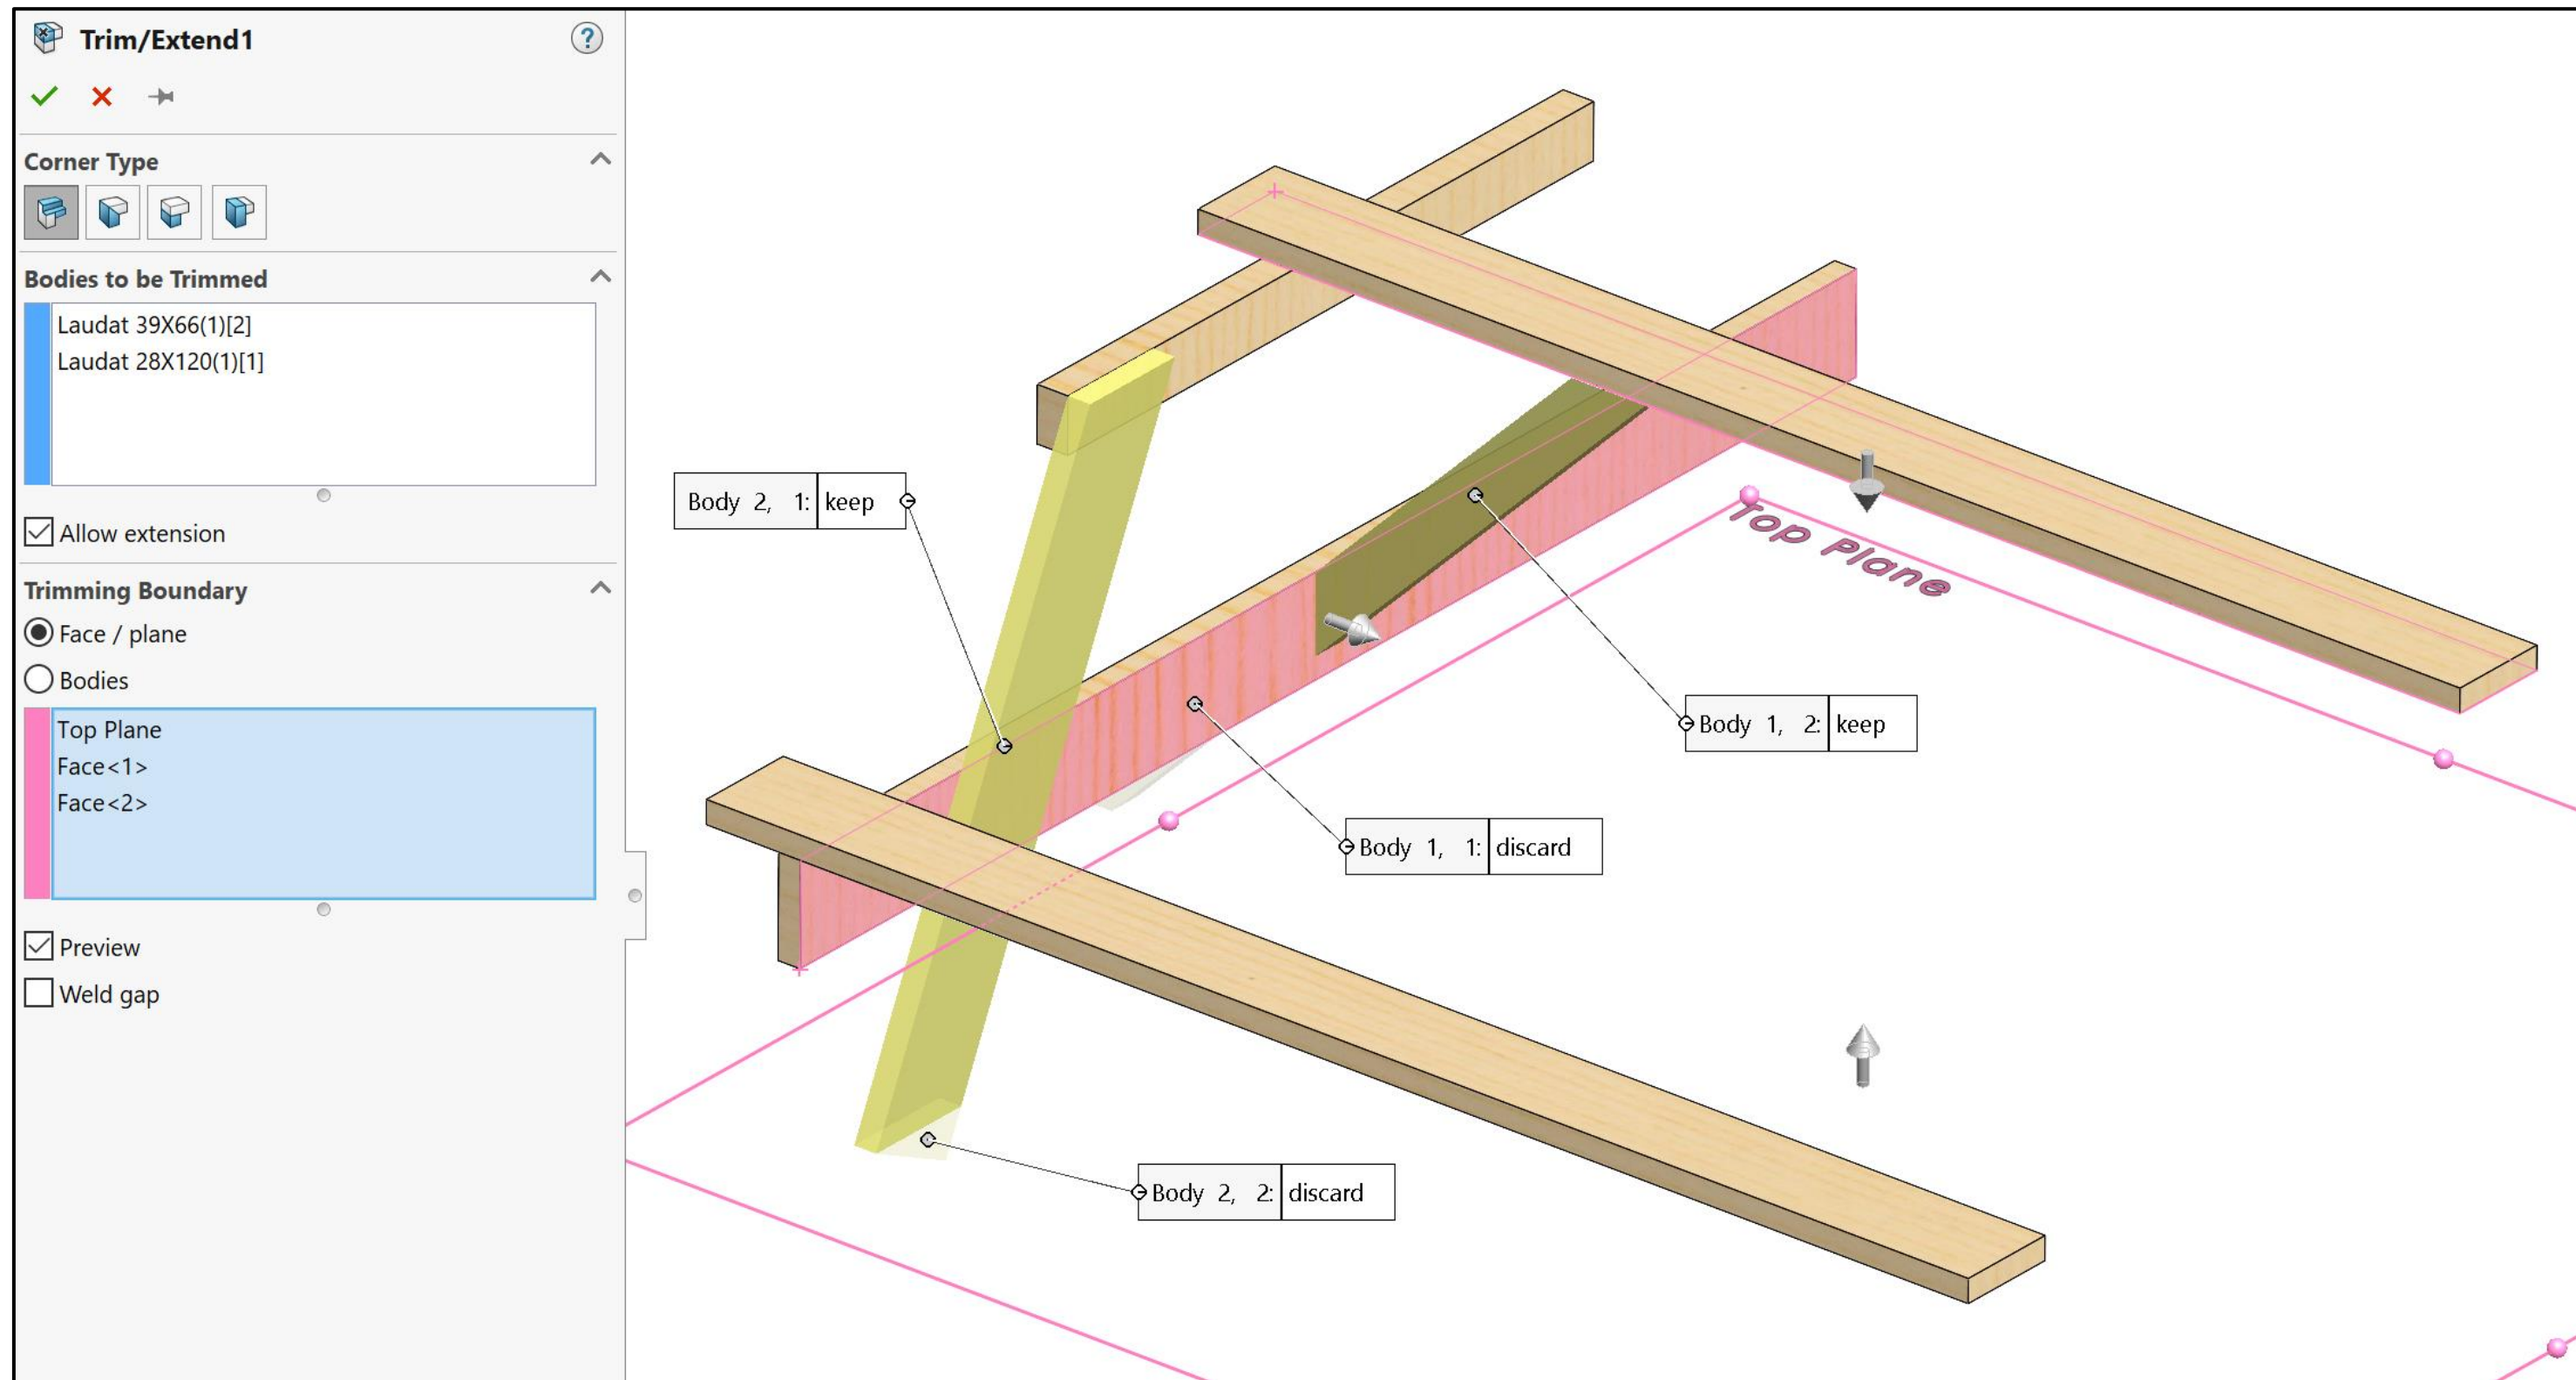 Trim/Extend1
?
Corner Type
Bodies to be Trimmed
Laudat 39X66(1)[2]
Laudat 28X120(1)[1]
Allow extension
Trimming Boundary
Face / plane
Bodies
Top Plane
Face<1>
Face<2>
Preview
Weld gap
Body 2, 1: keep
Top Plane
Body 1, 2: keep
Body 1, 1: discard
Body 2, 2: discard